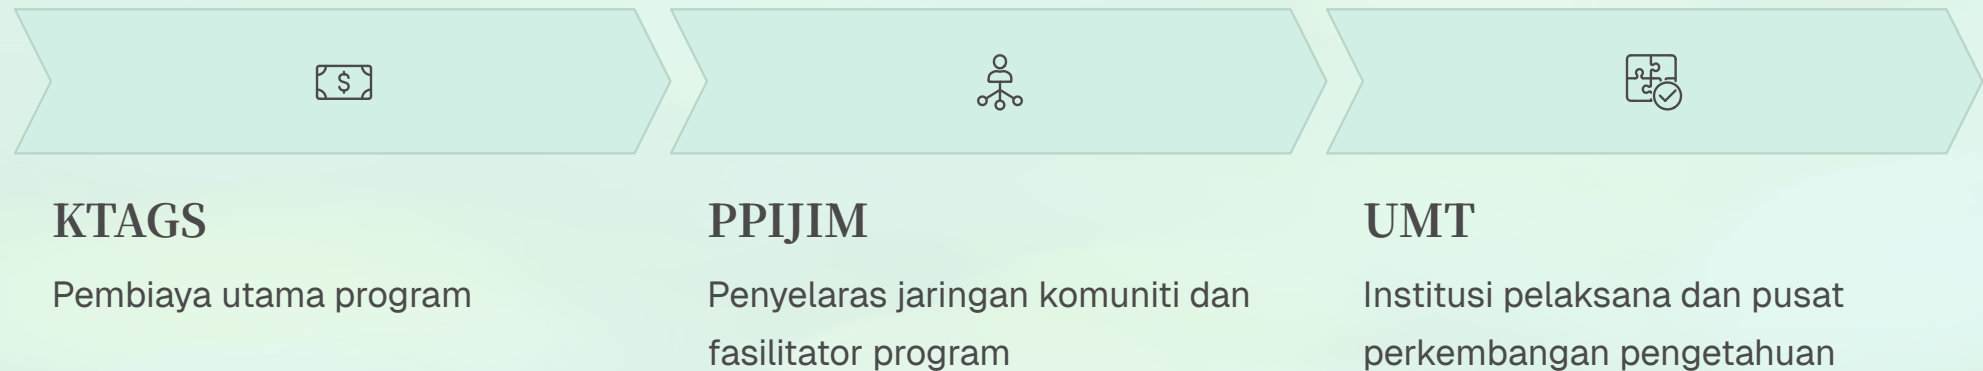 KTAGS
Pembiaya utama program
PPIJIM
Penyelaras jaringan komuniti dan
fasilitator program
UMT
Institusi pelaksana dan pusat
perkembangan pengetahuan